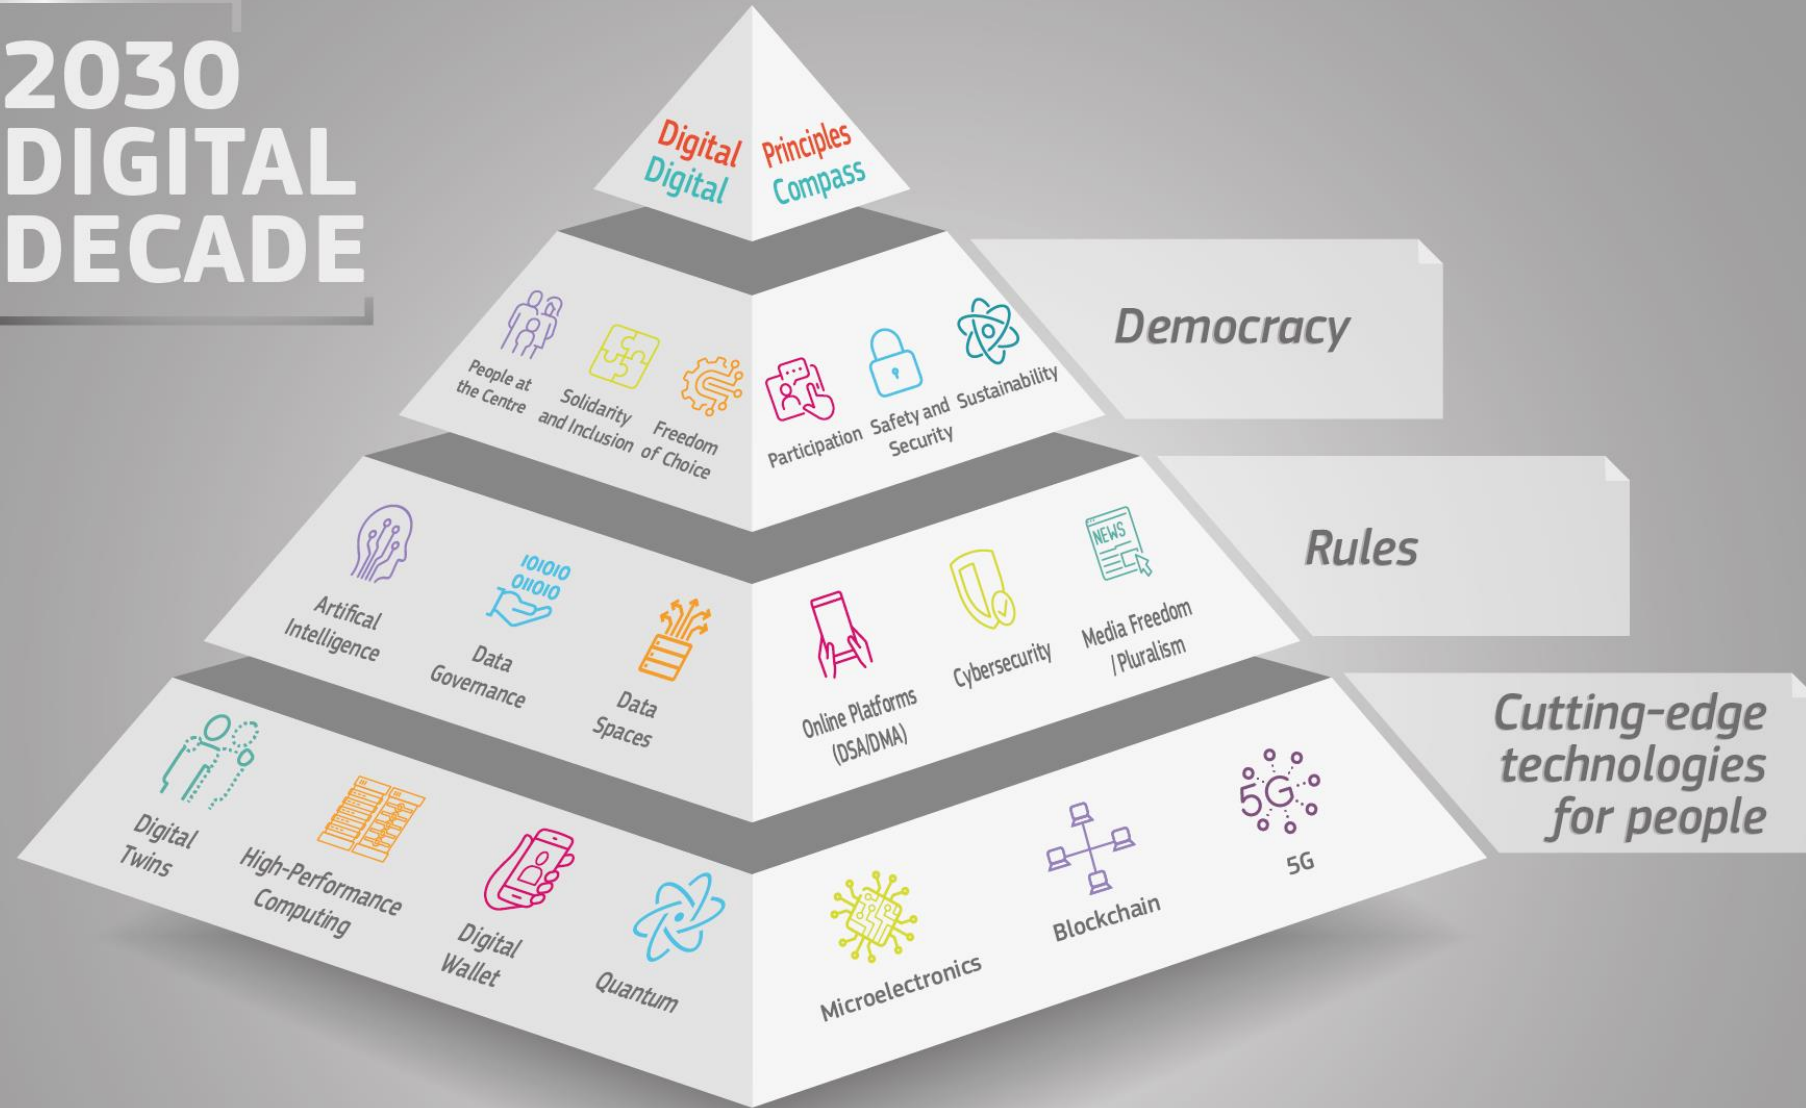 2030
DIGITAL
DECADE
Digital Principles
Digital Compass
People at
the Centre
Solidarity
and Inclusion
Freedom
of Choice
Participation
Safety and
Security
Sustainability
Democracy
Artifical
Intelligence
101010
011010
Data
Governance
Data
Spaces
Online Platforms
(DSA/DMA)
Cybersecurity
NEWS
Media Freedom
/Pluralism
Rules
Digital
Twins
High-Performance
Computing
Digital
Wallet
Quantum
Microelectronics
Blockchain
5G
5G
Cutting-edge
technologies
for people